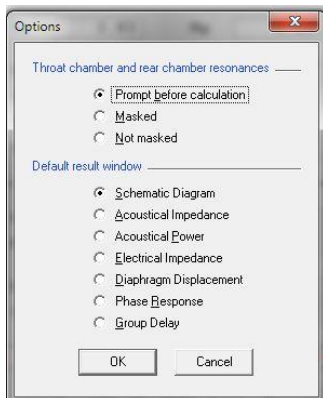 Options
Throat chamber and rear chamber resonances
Prompt before calculation
Masked
Not masked
Default result window
Schematic Diagram
Acoustical Impedance
Acoustical Power
Electrical Impedance
Diaphragm Displacement
Phase Response
Group Delay
OK Cancel